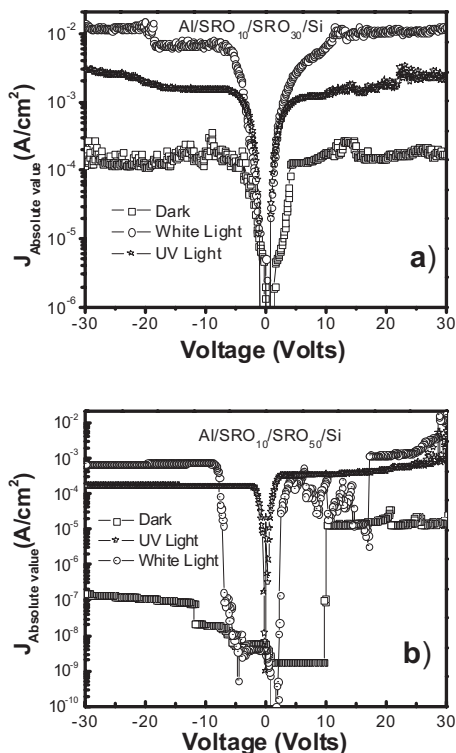 Al/SRO10/SRO30/Si
10-2
10-3
10-4
10-5
10-6
J Absolute value (A/cm2)
Dark
White Light
UV Light
a)
-30 -20 -10 0 10 20 30
Voltage (Volts)
Al/SRO10/SRO50/Si
10-2
10-3
10-4
10-5
10-6
10-7
10-8
10-9
10-10
J Absolute value) (A/cm2)
Dark
UV Light
White Light
b)
-30 -20 -10 0 10 20 30
Voltage (Volts)